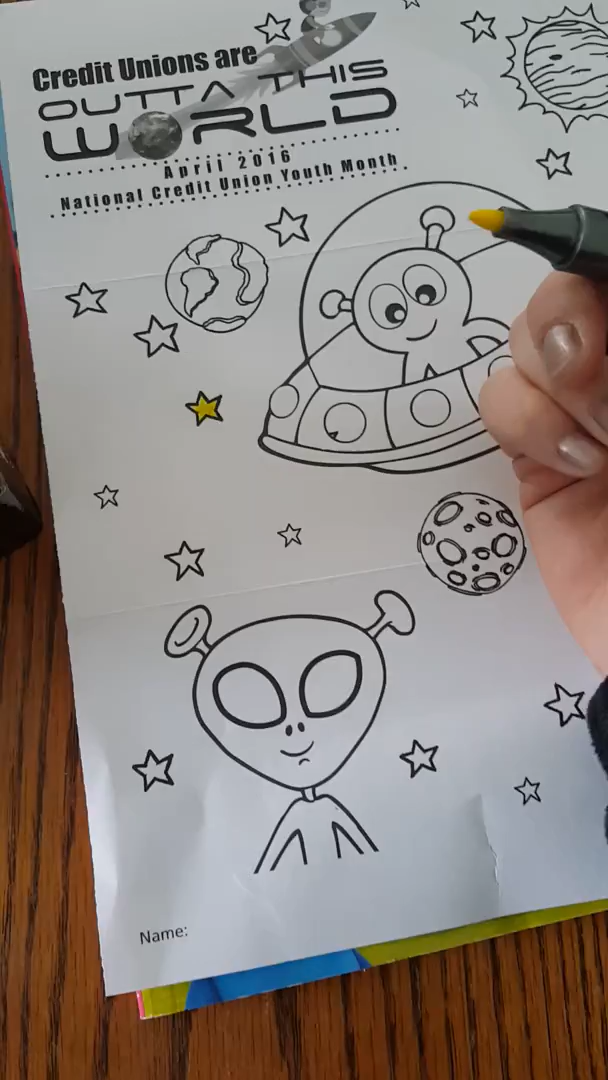 Credit Unions are
OUTTA THIS
WORLD
April 2016
National Credit Union Youth Month
Name: